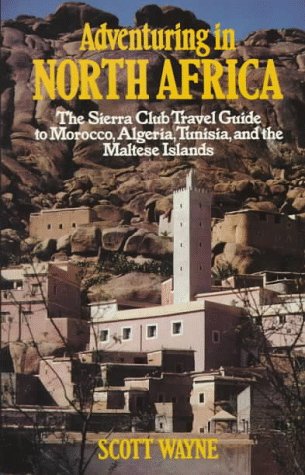 Adventuring in
NORTH AFRICA
The Sierra Club Travel Guide
to Morocco, Algeria, Tunisia, and the
Maltese Islands
SCOTT WAYNE